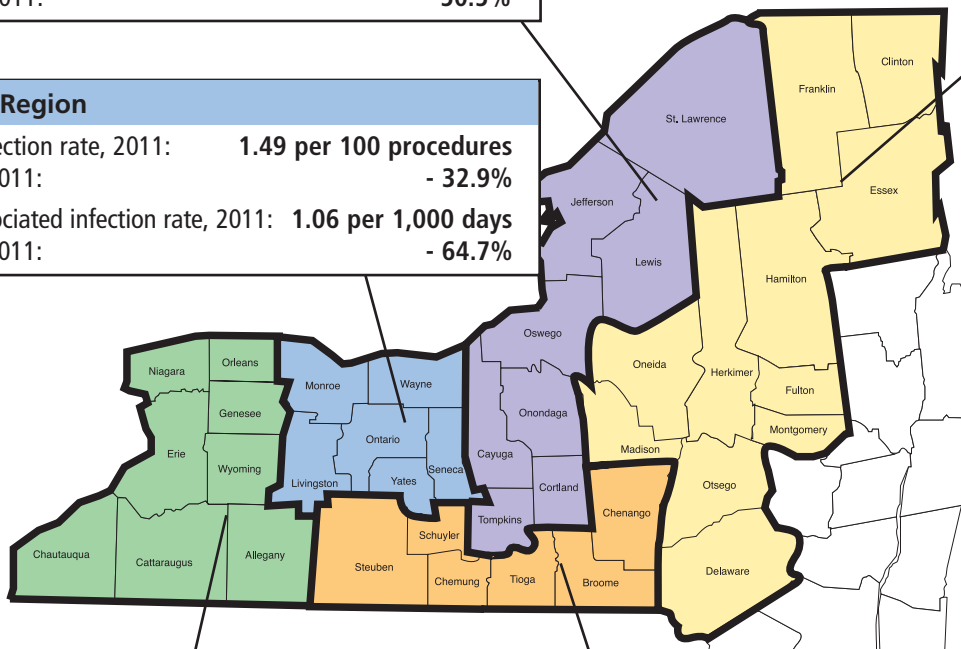 2011:
Region
ection rate, 2011: 1.49 per 100 procedures
011: - 32.9%
ociated infection rate, 2011: 1.06 per 1,000 days
011: - 64.7%
Clinton
Franklin
St. Lawrence
Essex
Jefferson
Lewis
Hamilton
Oswego
Oneida
Herkimer
Fulton
Montgomery
Madison
Niagara
Orleans
Monroe
Wayne
Genesee
Onondaga
Ontario
Erie
Cayuga
Wyoming
Seneca
Livingston
Yates
Cortland
Otsego
Chenango
Tompkins
Schuyler
Chautauqua
Cattaraugus
Allegany
Steuben
Chemung
Tioga
Broome
Delaware